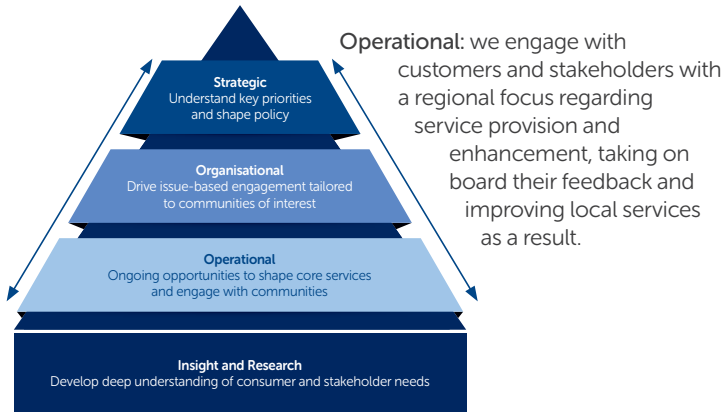 Strategic
Understand key priorities
and shape policy
Organisational
Drive issue-based engagement tailored
to communities of interest
Operational
Ongoing opportunities to shape core services
and engage with communities
Insight and Research
Develop deep understanding of consumer and stakeholder needs
Operational: we engage with
customers and stakeholders with
a regional focus regarding
service provision and
enhancement, taking on
board their feedback and
improving local services
as a result.